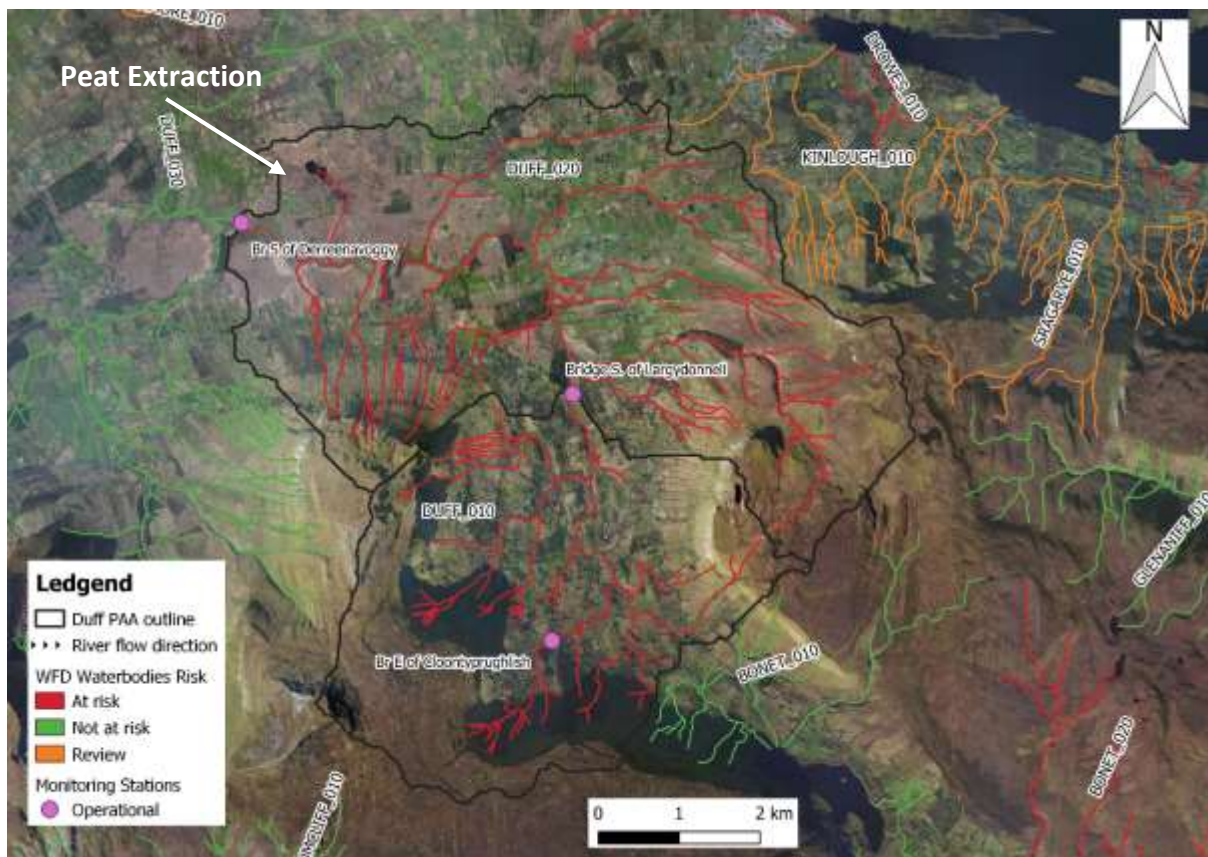 N
Peat Extraction
DROWES_010
DUFF_030
KINLOUGH_010
DUFF_020
Br S of Derreenavoggy
SRAGARVE_010
Bridge S. of Largydonnell
DUFF_010
GLENANIFF_010
Br E of Cloontyprughlish
BONET_010
BONET_020
Ledgend
Duff PAA outline
River flow direction
WFD Waterbodies Risk
At risk
Not at risk
Review
Monitoring Stations
Operational
0 1 2 km